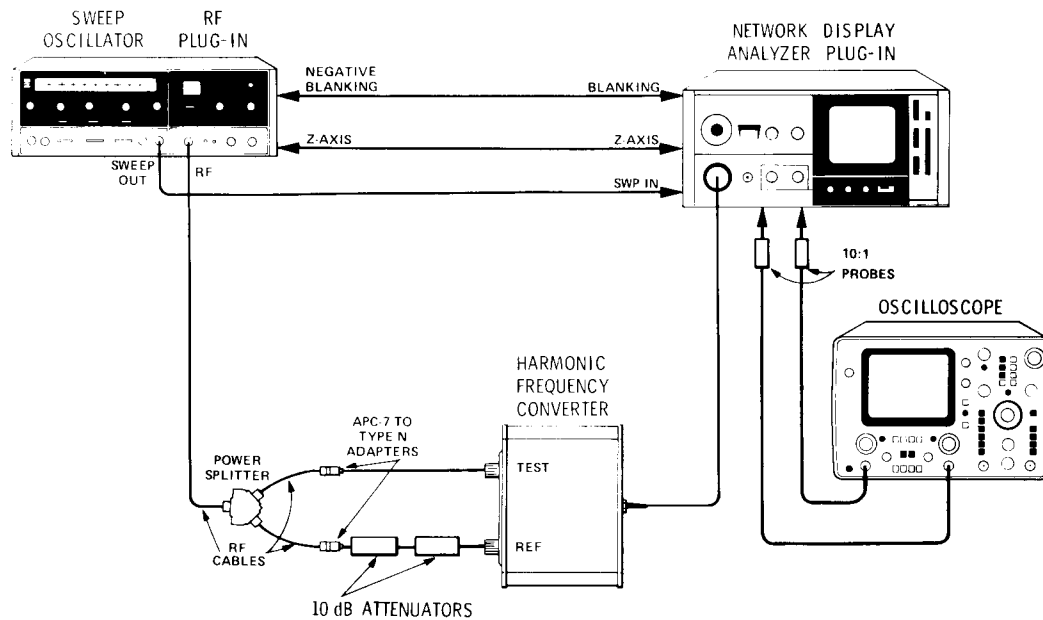 SWEEP
OSCILLATOR
RF
PLUG-IN
NETWORK
ANALYZER
DISPLAY
PLUG-IN
NEGATIVE
BLANKING
BLANKING
Z-AXIS
Z-AXIS
SWEEP
OUT
RF
SWP IN
10:1
PROBES
OSCILLOSCOPE
HARMONIC
FREQUENCY
CONVERTER
APC-7 TO
TYPE N
ADAPTERS
POWER
SPLITTER
TEST
RF
CABLES
REF
10 dB ATTENUATORS